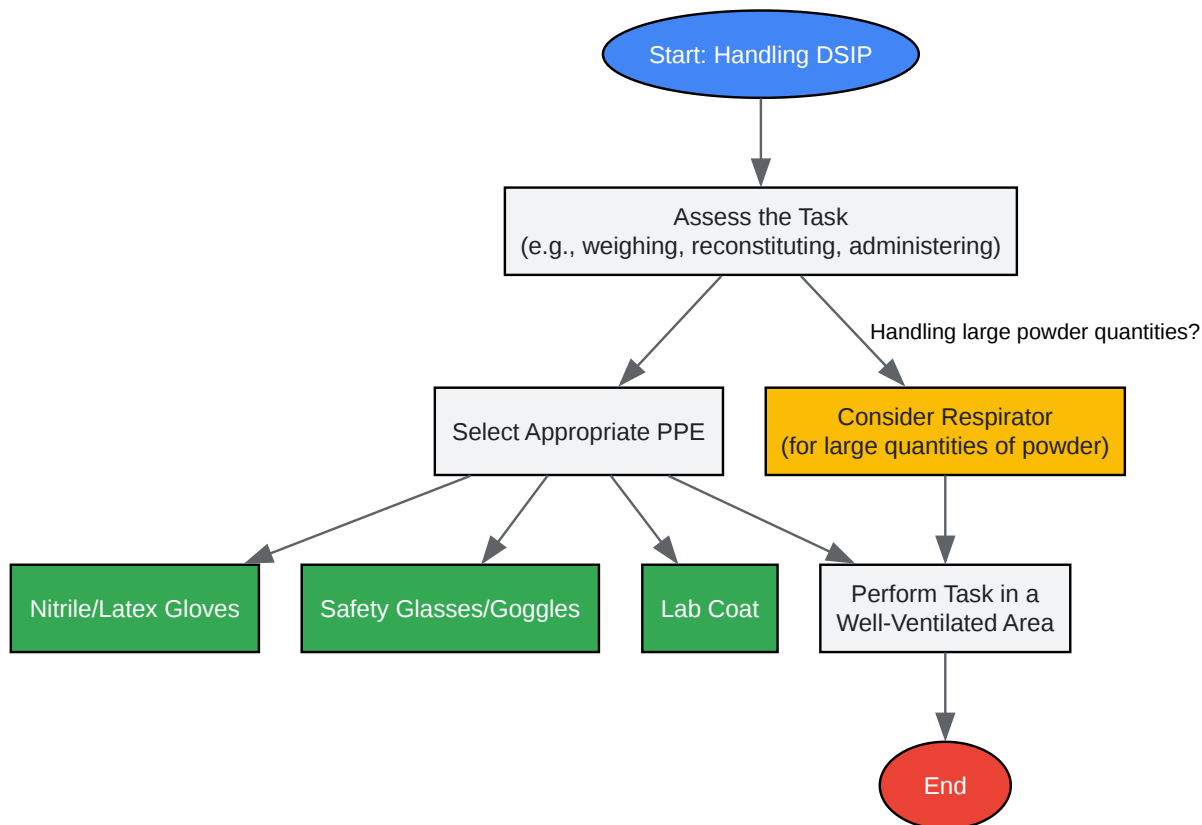 Start: Handling DSIP
Assess the Task
(e.g., weighing, reconstituting, administering)
Handling large powder quantities?
Select Appropriate PPE
Consider Respirator
(for large quantities of powder)
Nitrile/Latex Gloves
Safety Glasses/Goggles
Lab Coat
Perform Task in a
Well-Ventilated Area
End